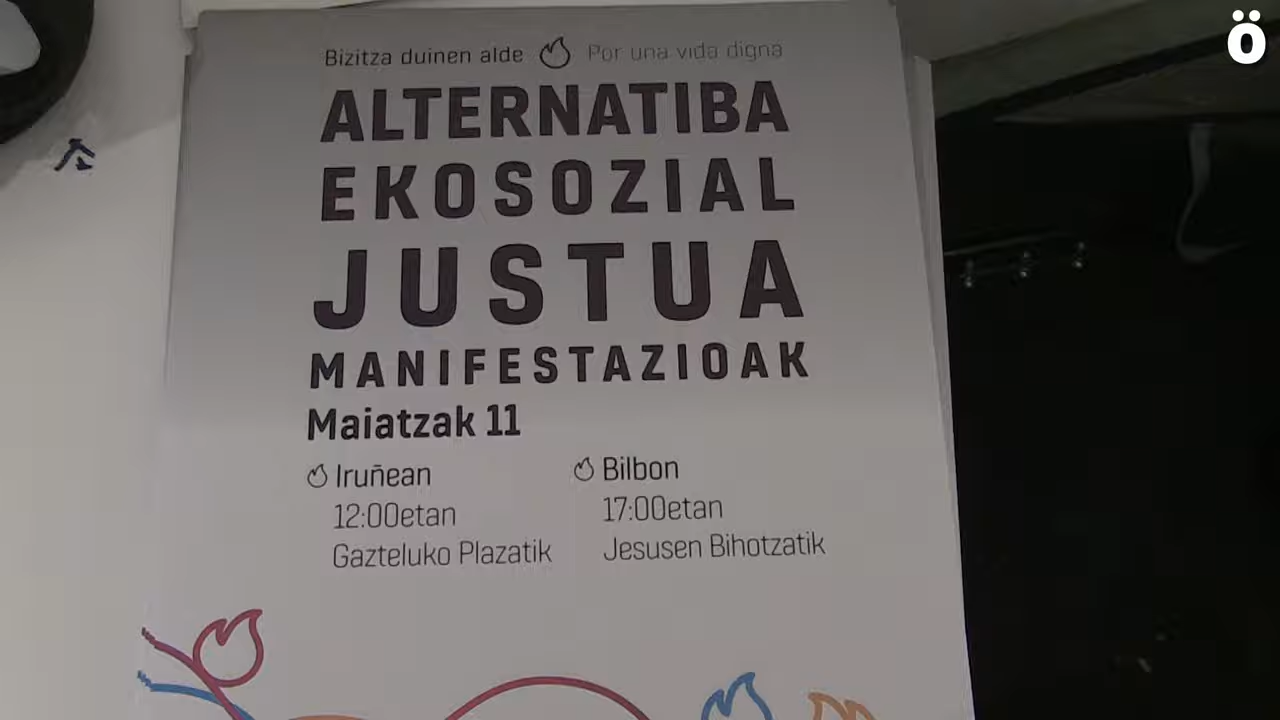 Bizitza duinen alde Por una vida digna
ALTERNATIBA
EKOSOZIAL
JUSTUA
MANIFESTAZIOAK
Maiatzak 11
Iruñean
12:00etan
Gazteluko Plazatik
Bilbon
17:00etan
Jesusen Bihotzatik
ö